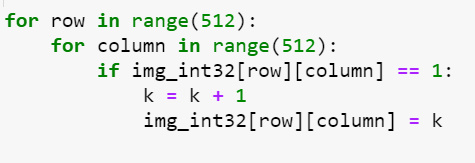 for row in range(512):
    for column in range(512):
        if img_int32[row][column] == 1:
            k = k + 1
            img_int32[row][column] = k